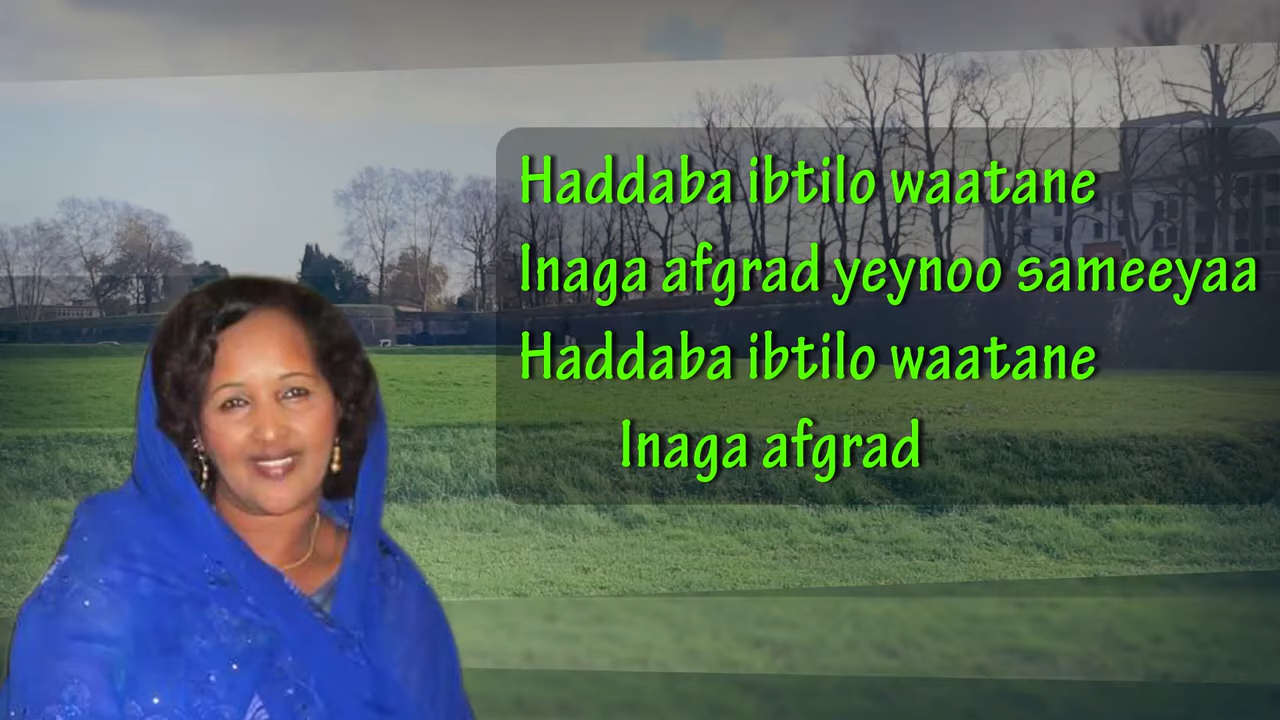 Haddaba ibtilo waatane
Inaga afgrad yeynoo sameeyaa
Haddaba ibtilo waatane
Inaga afgrad